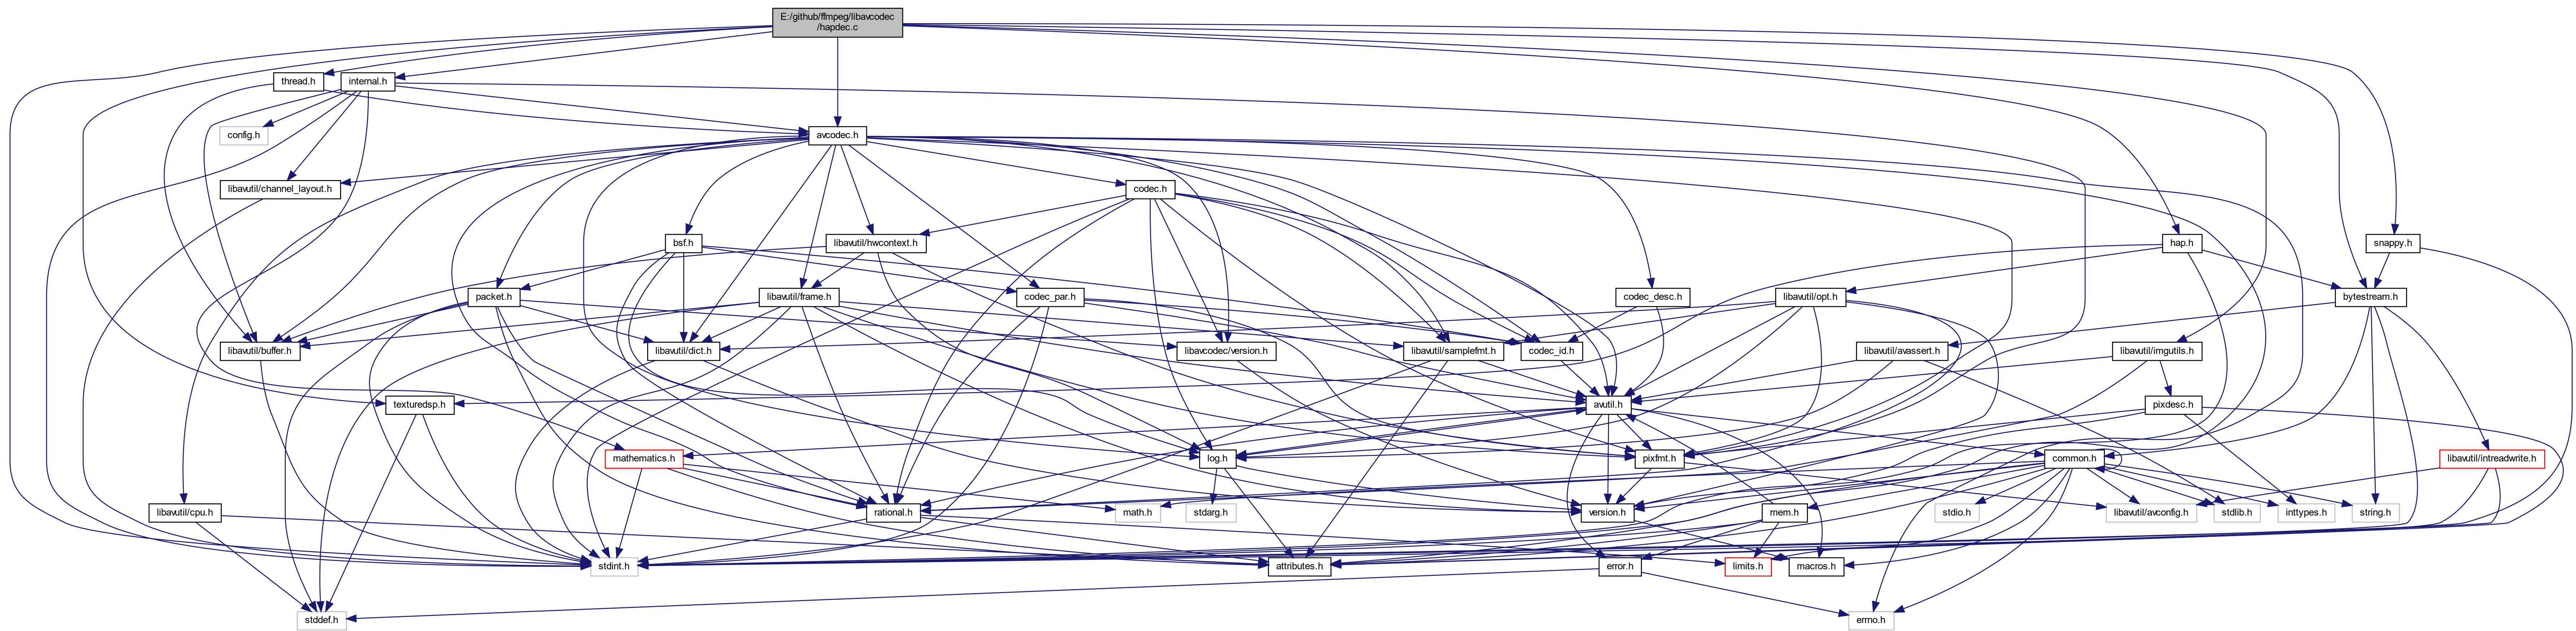 E:/github/ffmpeg/libavcodec
/hapdec.c
thread.h
internal.h
config.h
avcodec.h
libavutil/channel_layout.h
codec.h
bsf.h
libavutil/hwcontext.h
hap.h
snappy.h
packet.h
libavutil/frame.h
codec_par.h
codec_desc.h
libavutil/opt.h
bytestream.h
libavutil/buffer.h
libavutil/dict.h
libavcodec/version.h
libavutil/samplefmt.h
codec_id.h
libavutil/avassert.h
libavutil/imgutils.h
texturedsp.h
avutil.h
pixdesc.h
mathematics.h
log.h
pixfmt.h
common.h
libavutil/intreadwrite.h
libavutil/cpu.h
rational.h
math.h
stdarg.h
version.h
mem.h
stdio.h
libavutil/avconfig.h
stdlib.h
inttypes.h
string.h
stdint.h
attributes.h
error.h
limits.h
macros.h
stddef.h
errno.h